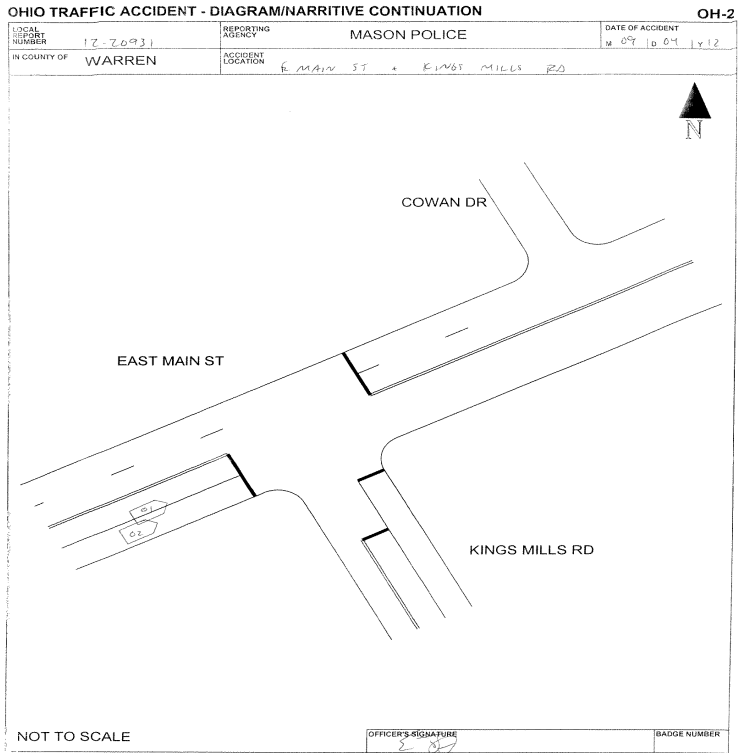 OHIO TRAFFIC ACCIDENT - DIAGRAM/NARRITIVE CONTINUATION OH-2
LOCAL REPORT NUMBER 12-20931 REPORTING AGENCY MASON POLICE DATE OF ACCIDENT M 09 | D 04 | Y 12
IN COUNTY OF WARREN ACCIDENT LOCATION E MAIN ST + KINGS MILLS RD
N
COWAN DR
EAST MAIN ST
01
02
KINGS MILLS RD
NOT TO SCALE OFFICER'S SIGNATURE BADGE NUMBER